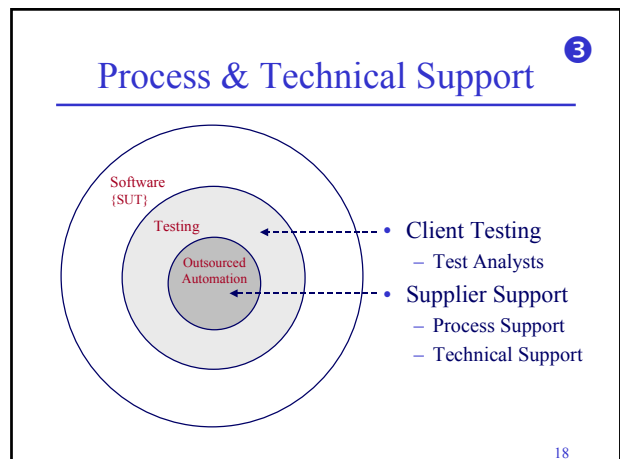 ❸
Process & Technical Support
Software
{SUT}
Testing
Outsourced
Automation
• Client Testing
– Test Analysts
• Supplier Support
– Process Support
– Technical Support
18